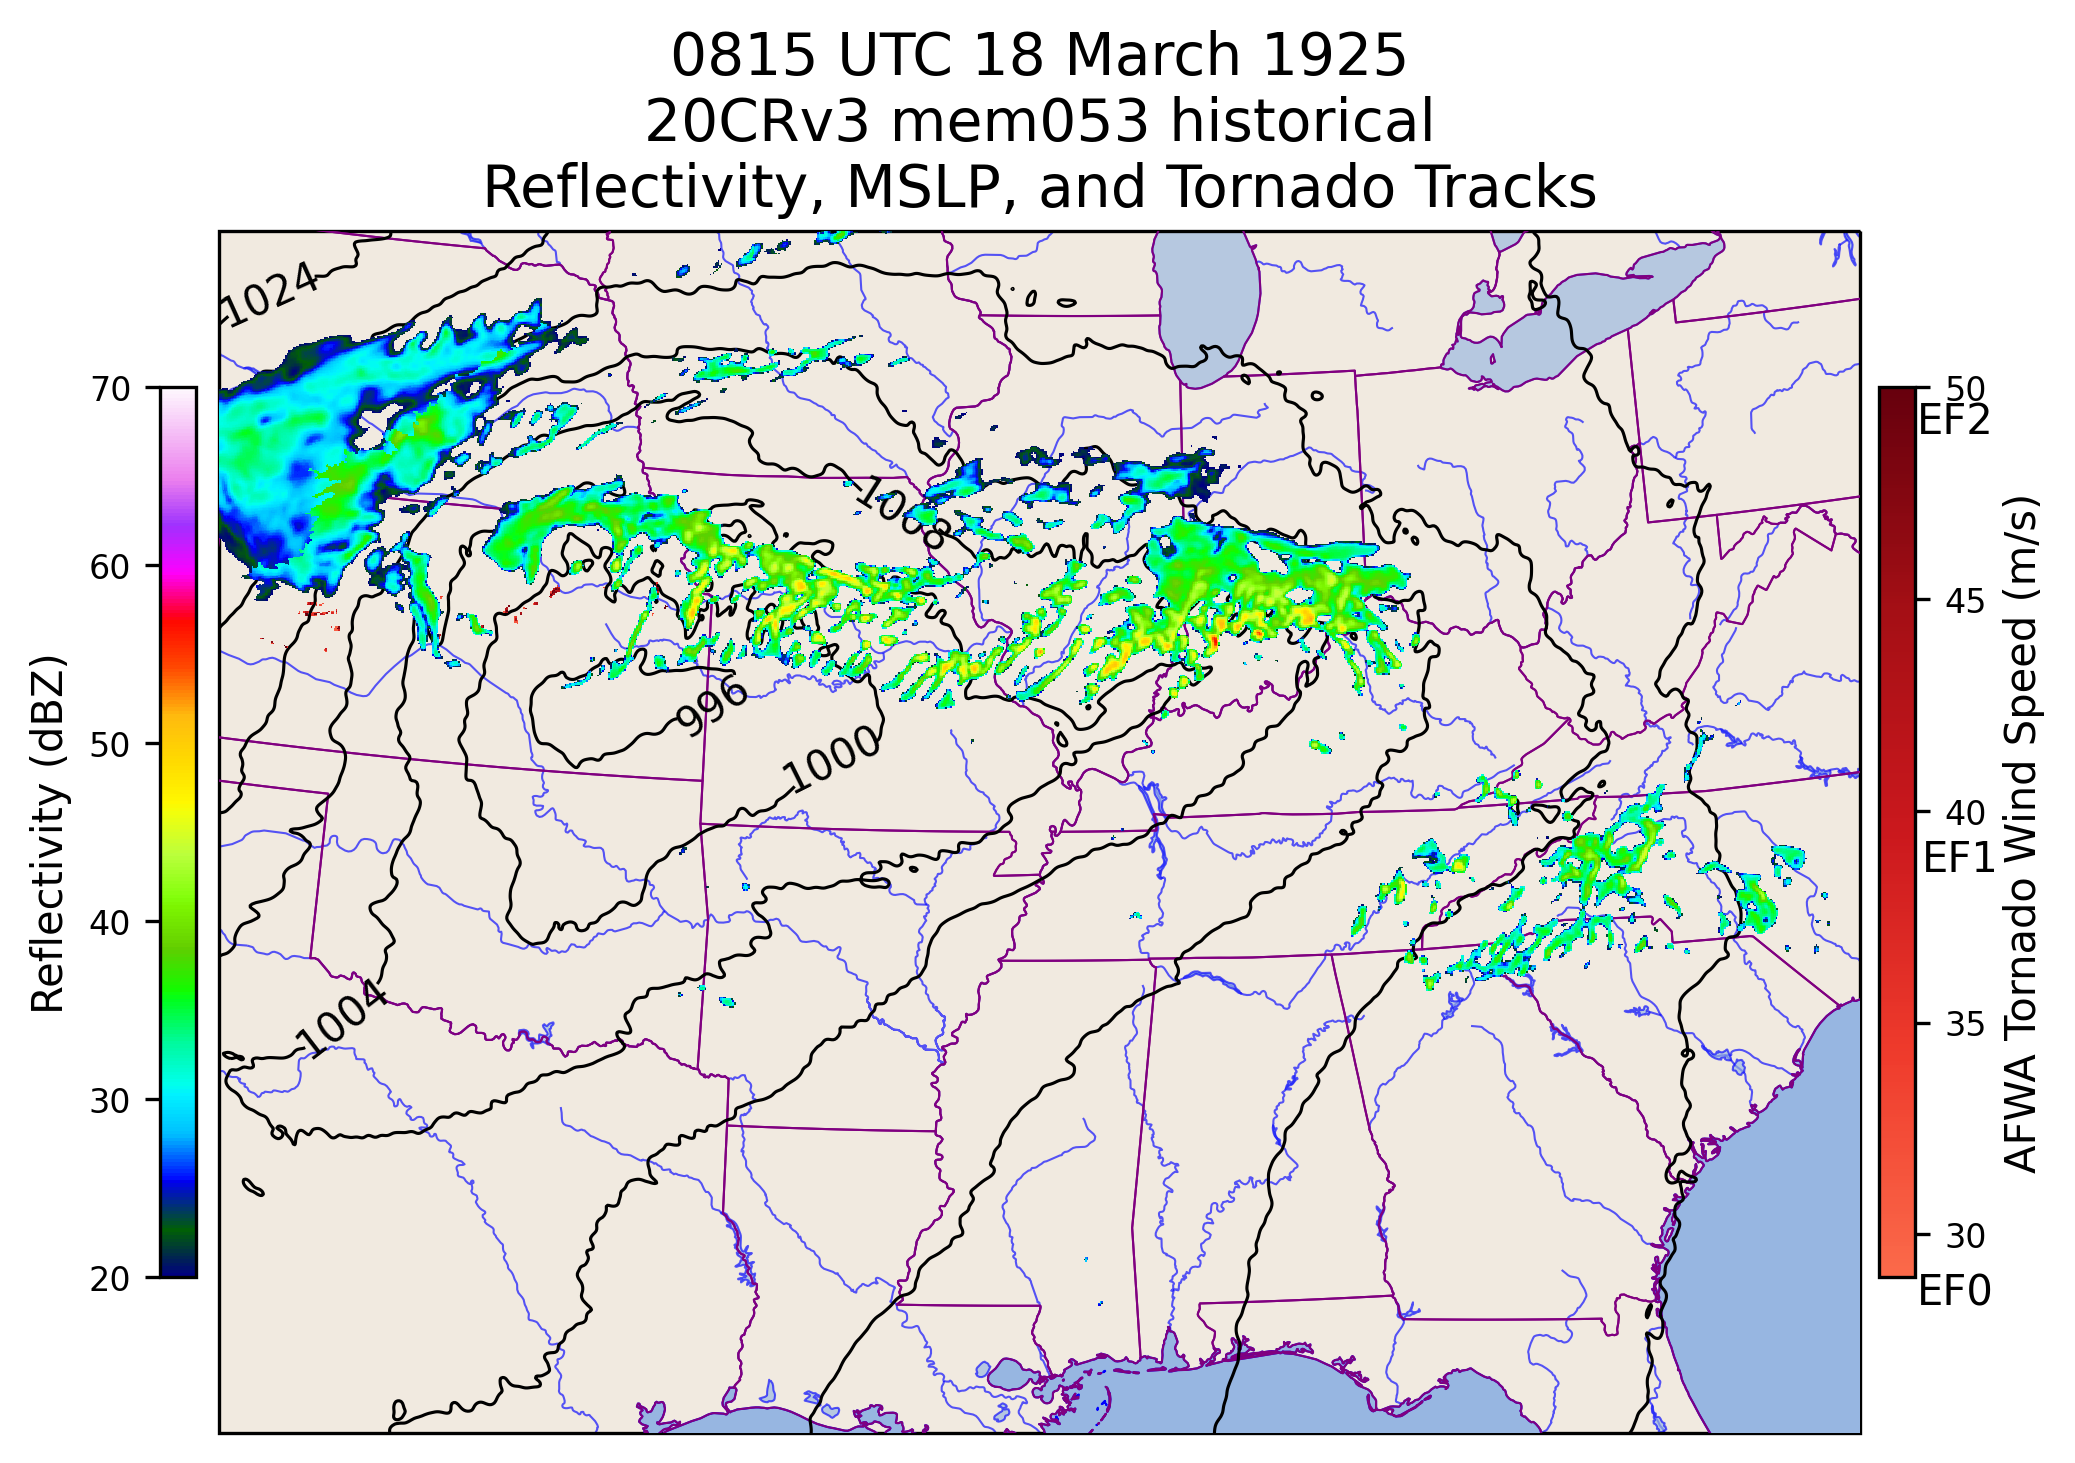 0815 UTC 18 March 1925
20CRv3 mem053 historical
Reflectivity, MSLP, and Tornado Tracks
1024
1008
996
1000
1004
70
60
50
40
30
20
Reflectivity (dBZ)
50
EF2
45
40
EF1
35
30
EF0
AFWA Tornado Wind Speed (m/s)